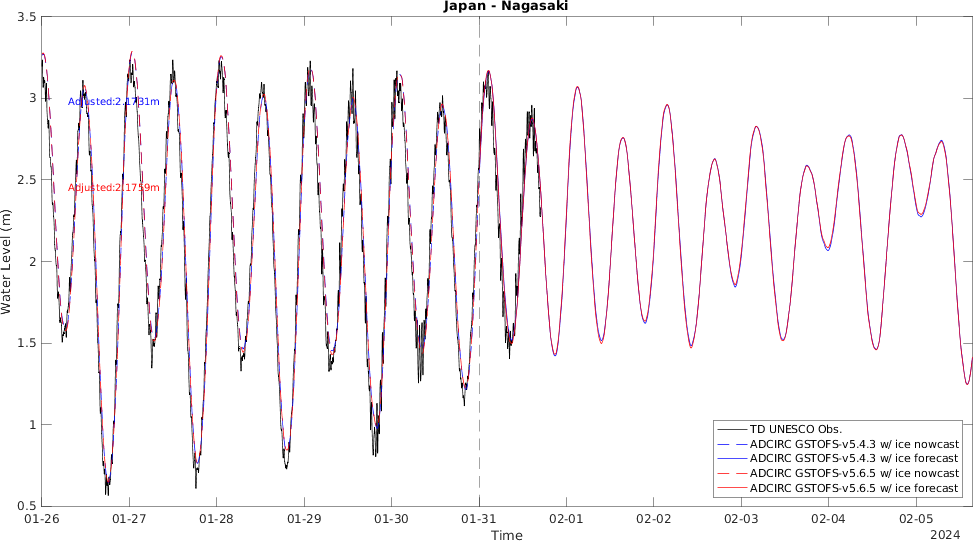 Japan - Nagasaki
3.5
3
2.5
2
1.5
1
0.5
Water Level (m)
Adjusted:2.1731m
Adjusted:2.1759m
TD UNESCO Obs.
ADCIRC GSTOFS-v5.4.3 w/ ice nowcast
ADCIRC GSTOFS-v5.4.3 w/ ice forecast
ADCIRC GSTOFS-v5.6.5 w/ ice nowcast
ADCIRC GSTOFS-v5.6.5 w/ ice forecast
01-26 01-27 01-28 01-29 01-30 01-31 02-01 02-02 02-03 02-04 02-05
Time
2024